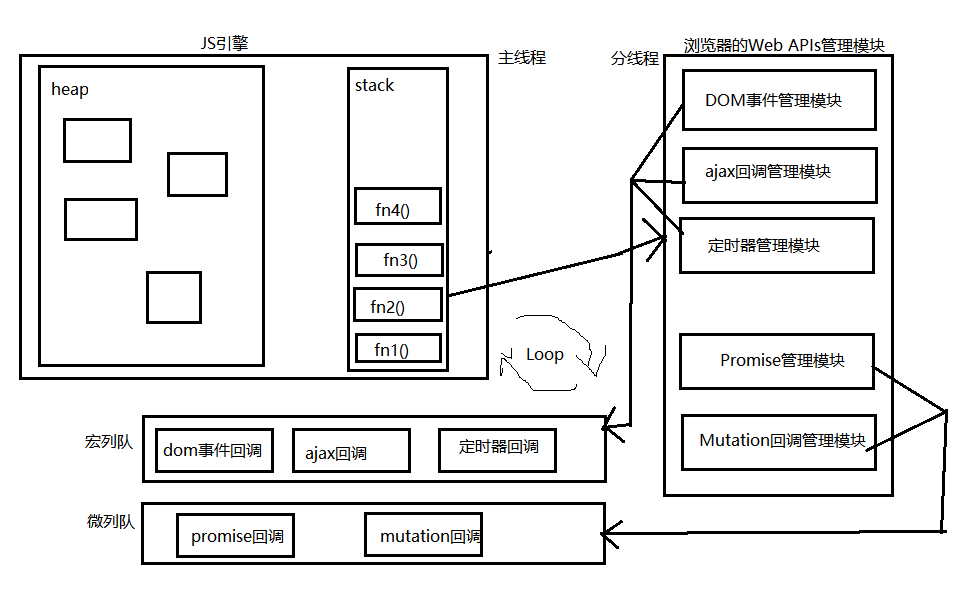 JS引擎
主线程
分线程
浏览器的Web APIs管理模块
heap
stack
fn4()
fn3()
fn2()
fn1()
DOM事件管理模块
ajax回调管理模块
定时器管理模块
Promise管理模块
Mutation回调管理模块
Loop
宏列队
dom事件回调
ajax回调
定时器回调
微列队
promise回调
mutation回调